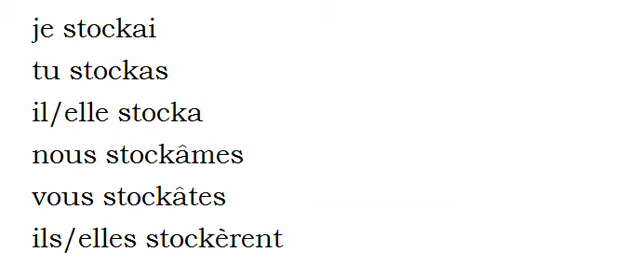 je stockai
tu stockas
il/elle stocka
nous stockâmes
vous stockâtes
ils/elles stockèrent